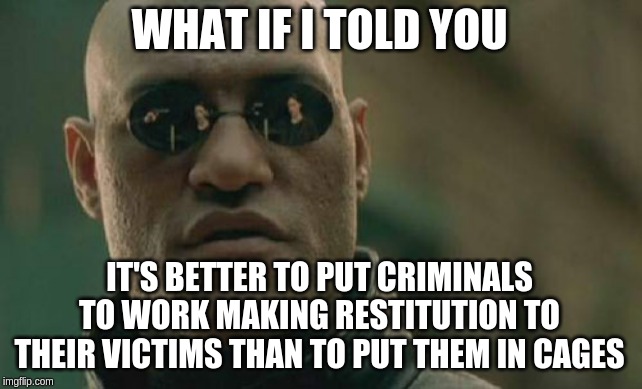 WHAT IF I TOLD YOU
IT'S BETTER TO PUT CRIMINALS
TO WORK MAKING RESTITUTION TO
THEIR VICTIMS THAN TO PUT THEM IN CAGES
imgflip.com